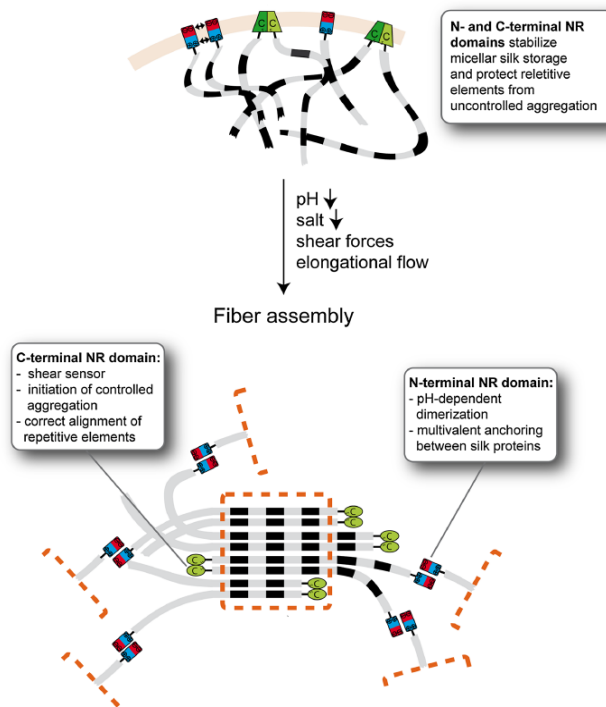 N- and C-terminal NR
domains stabilize
micellar silk storage
and protect reletitive
elements from
uncontrolled aggregation
C
C
C
C
pH ↓
salt ↓
shear forces
elongational flow
Fiber assembly
C-terminal NR domain:
- shear sensor
- initiation of controlled
aggregation
- correct alignment of
repetitive elements
N-terminal NR domain:
- pH-dependent
dimerization
- multivalent anchoring
between silk proteins
C
C
C
C
C
C
C
C